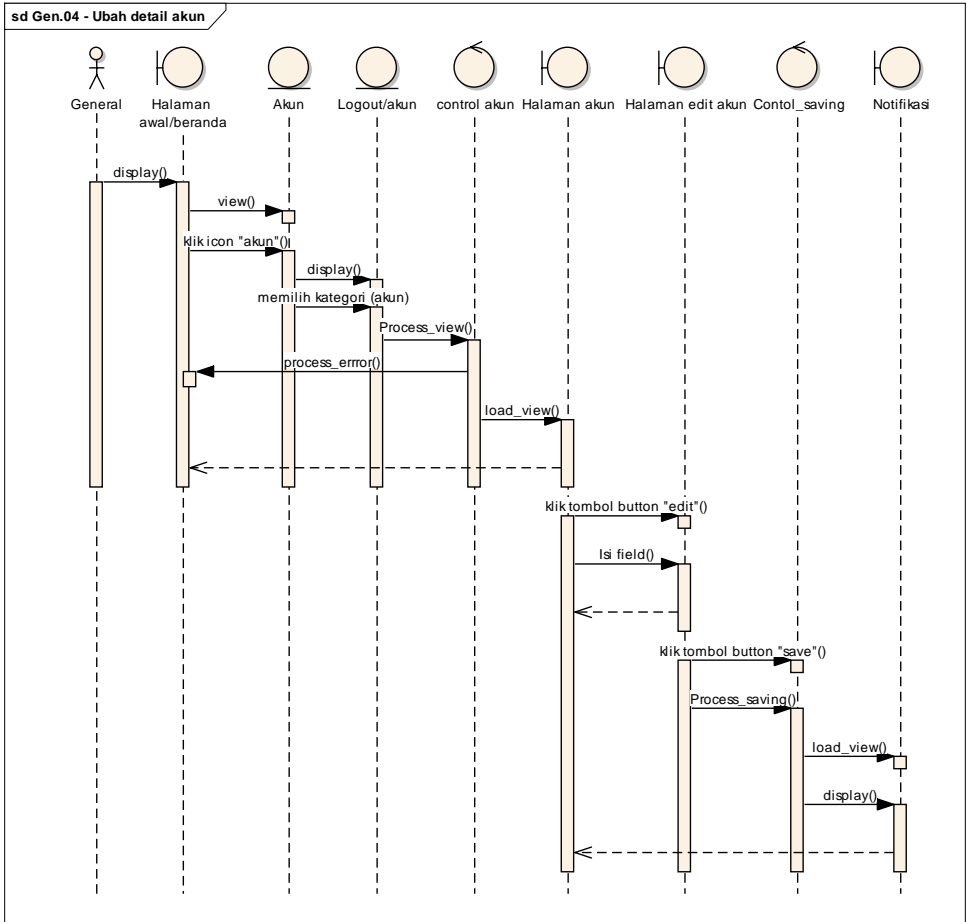 sd Gen.04 - Ubah detail akun
General
Halaman
awal/beranda
Akun
Logout/akun
control akun
Halaman akun
Halaman edit akun
Contol_saving
Notifikasi
display()
view()
klik icon "akun"()
display()
memilih kategori (akun)
Process_view()
process_errror()
load_view()
klik tombol button "edit"()
Isi field()
klik tombol button "save"()
Process_saving()
load_view()
display()